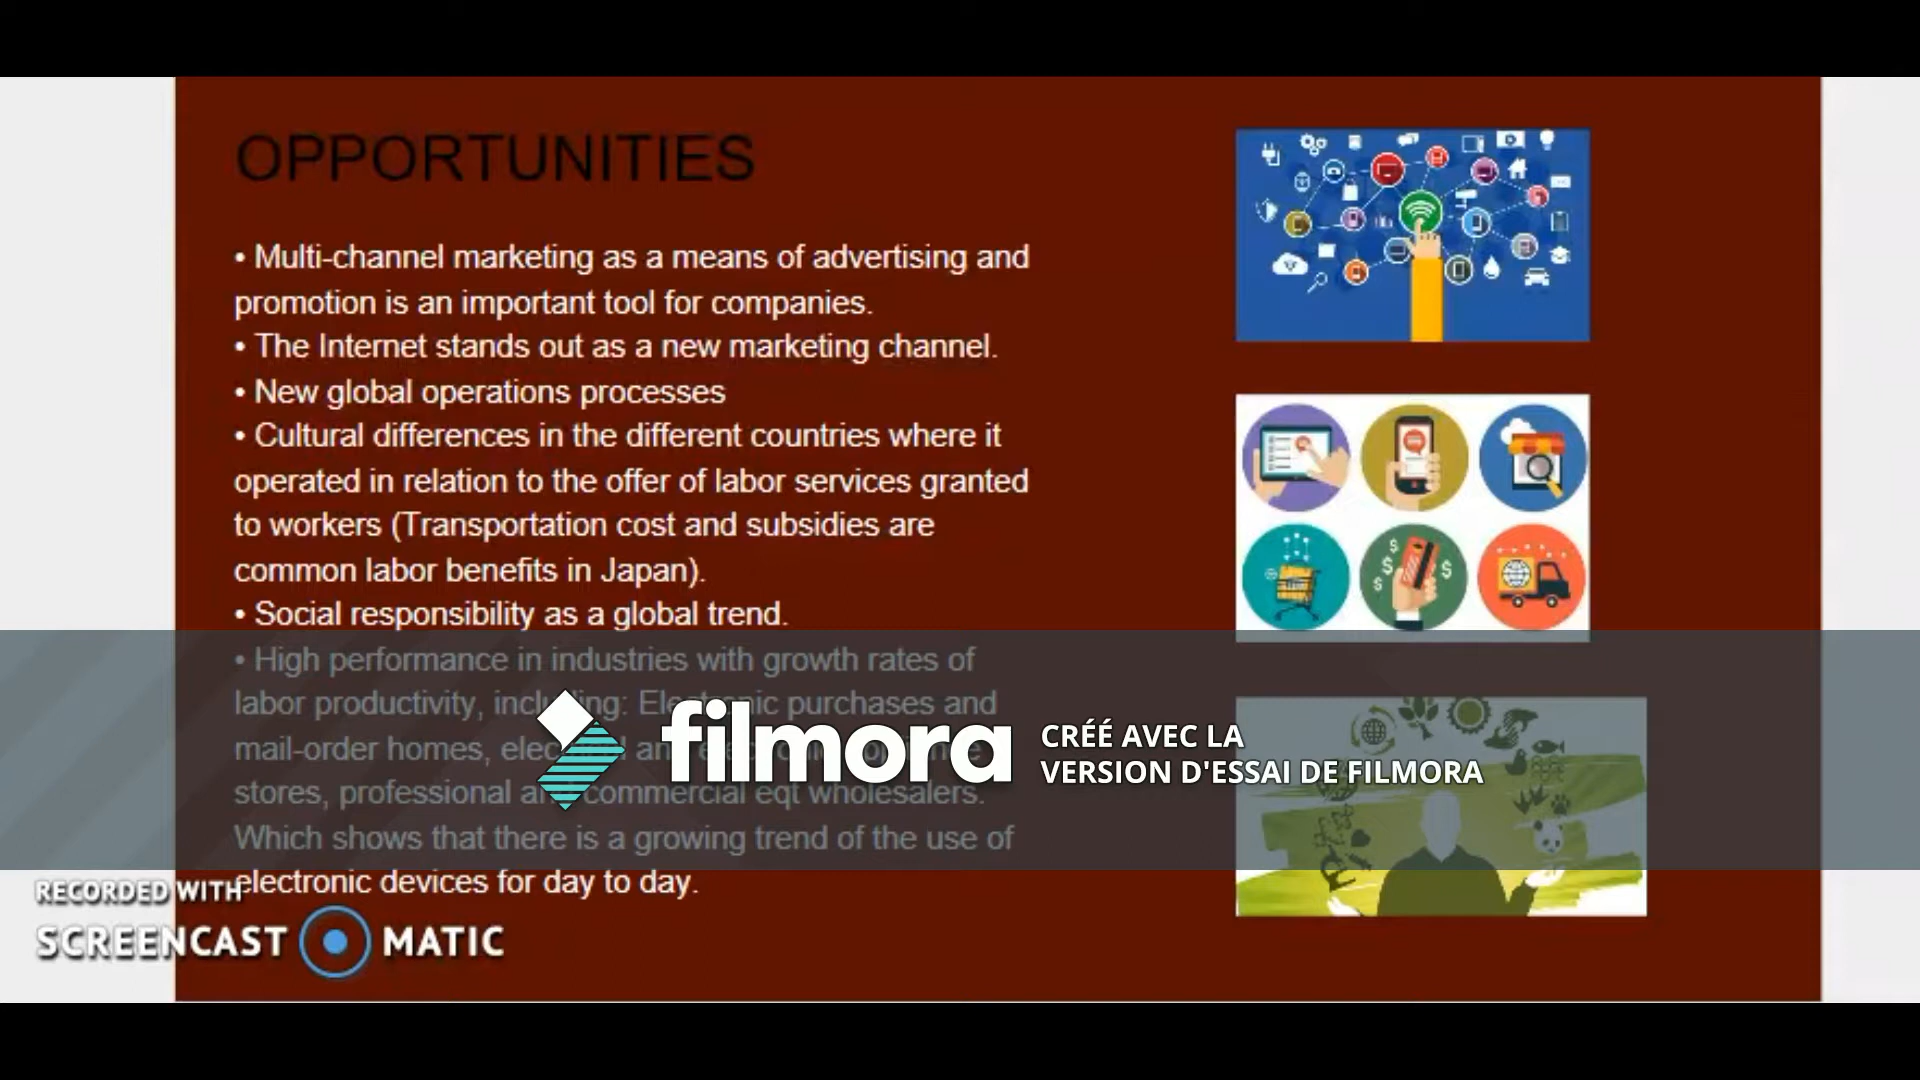 OPPORTUNITIES
• Multi-channel marketing as a means of advertising and
promotion is an important tool for companies.
• The Internet stands out as a new marketing channel.
• New global operations processes
• Cultural differences in the different countries where it
operated in relation to the offer of labor services granted
to workers (Transportation cost and subsidies are
common labor benefits in Japan).
• Social responsibility as a global trend.
• High performance in industries with growth rates of
labor productivity, including: Electronic purchases and
mail-order homes,
stores, professional and commercial eqt wholesalers.
Which shows that there is a growing trend of the use of
electronic devices for day to day.
filmora
CRÉÉ AVEC LA
VERSION D'ESSAI DE FILMORA
RECORDED WITH
SCREENCAST MATIC